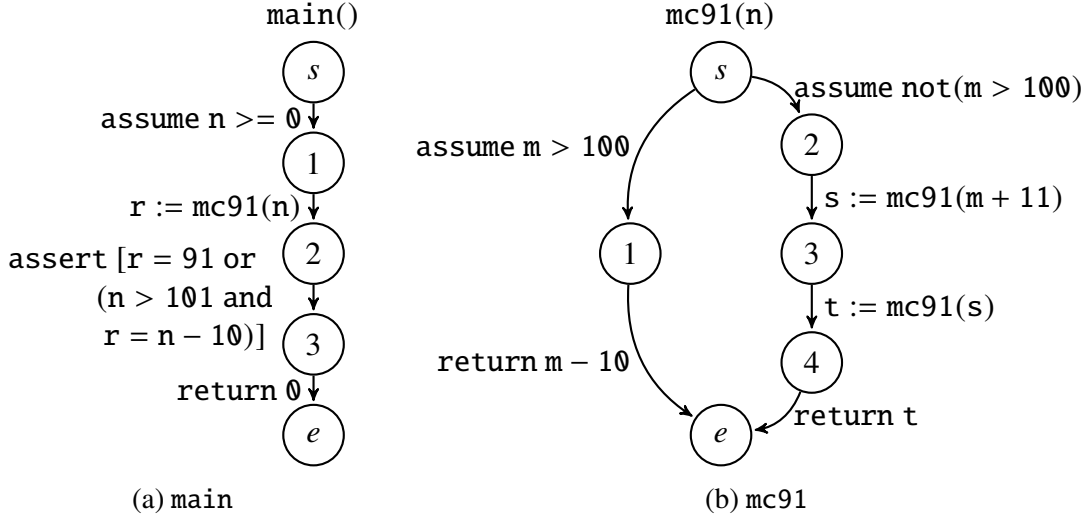 main()
s
assume n >= 0
1
r := mc91(n)
2
assert [r = 91 or
(n > 101 and
r = n − 10)]
3
return 0
e
(a) main
mc91(n)
s
assume not(m > 100)
assume m > 100
2
s := mc91(m + 11)
1
3
t := mc91(s)
return m − 10
4
return t
e
(b) mc91